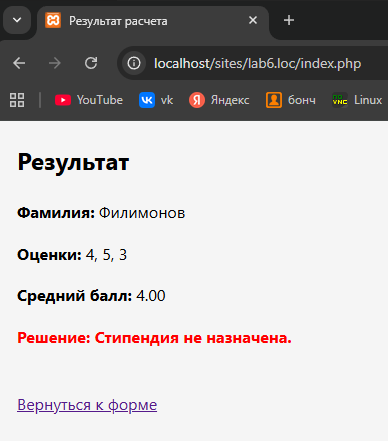 Результат расчета
localhost/sites/lab6.loc/index.php
YouTube vk Яндекс бонч VNC Linux
Результат
Фамилия: Филимонов
Оценки: 4, 5, 3
Средний балл: 4.00
Решение: Стипендия не назначена.
Вернуться к форме